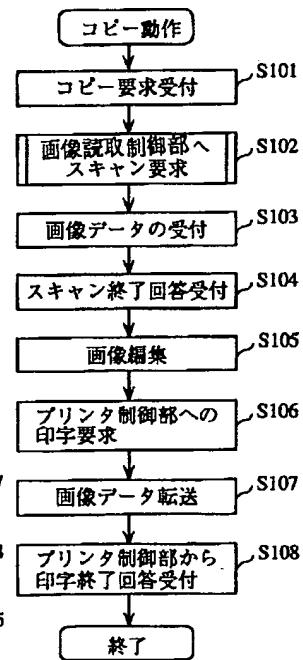 コピー動作
コピー要求受付
S101
画像読取制御部へ
スキャン要求
S102
画像データの受付
S103
スキャン終了回答受付
S104
画像編集
S105
プリンタ制御部への
印字要求
S106
画像データ転送
S107
プリンタ制御部から
印字終了回答受付
S108
終了